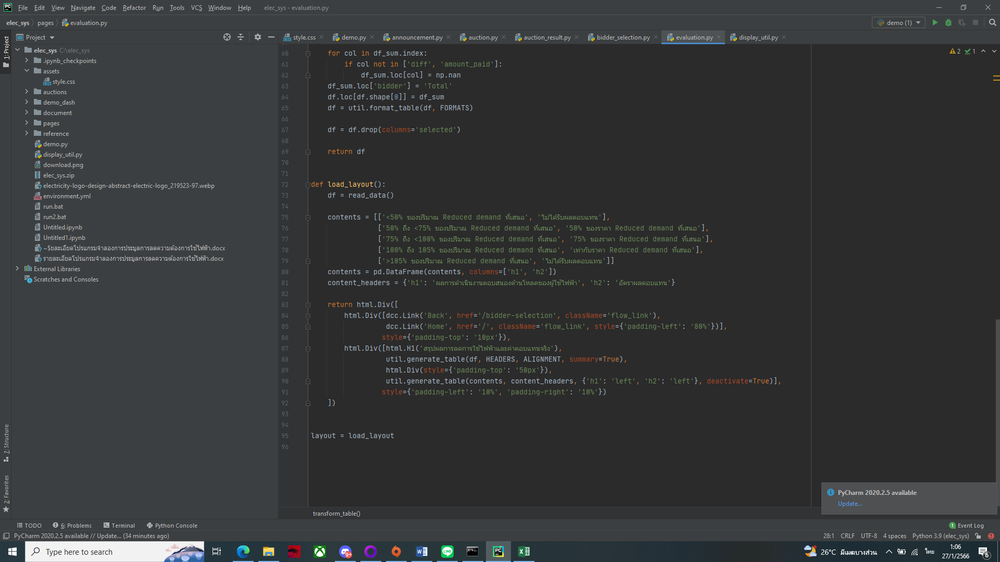 File Edit View Navigate Code Refactor Run Tools VCS Window Help elec_sys - evaluation.py
elec_sys pages evaluation.py demo (1)
Project style.css demo.py announcement.py auction.py auction_result.py bidder_selection.py evaluation.py display_util.py
1: Project
7: Structure
2: Favorites
elec_sys C:\elec_sys
.ipynb_checkpoints
assets
style.css
auctions
demo_dash
document
pages
reference
demo.py
display_util.py
download.png
elec_sys.zip
electricity-logo-design-abstract-electric-logo_219523-97.webp
environment.yml
run.bat
run2.bat
Untitled.ipynb
Untitled1.ipynb
~$ยละเอียดโปรแกรมจำลองการประมูลการลดความต้องการใช้ไฟฟ้า.docx
รายละเอียดโปรแกรมจำลองการประมูลการลดความต้องการใช้ไฟฟ้า.docx
External Libraries
Scratches and Consoles
2 1
60 for col in df_sum.index:
61 if col not in ['diff', 'amount_paid']:
62 df_sum.loc[col] = np.nan
63 df_sum.loc['bidder'] = 'Total'
64 df.loc[df.shape[0]] = df_sum
65 df = util.format_table(df, FORMATS)
66
67 df = df.drop(columns='selected')
68
69 return df
70
71
72 def load_layout():
73 df = read_data()
74
75 contents = [['<50% ของปริมาณ Reduced demand ที่เสนอ', 'ไม่ได้รับผลตอบแทน'],
76 ['50% ถึง <75% ของปริมาณ Reduced demand ที่เสนอ', '50% ของราคา Reduced demand ที่เสนอ'],
77 ['75% ถึง <100% ของปริมาณ Reduced demand ที่เสนอ', '75% ของราคา Reduced demand ที่เสนอ'],
78 ['100% ถึง 105% ของปริมาณ Reduced demand ที่เสนอ', 'เท่ากับราคา Reduced demand ที่เสนอ'],
79 ['>105% ของปริมาณ Reduced demand ที่เสนอ', 'ไม่ได้รับผลตอบแทน']]
80 contents = pd.DataFrame(contents, columns=['h1', 'h2'])
81 content_headers = {'h1': 'ผลการดำเนินงานตอบสนองด้านโหลดของผู้ใช้ไฟฟ้า', 'h2': 'อัตราผลตอบแทน'}
82
83 return html.Div([
84 html.Div([dcc.Link('Back', href='/bidder-selection', className='flow_link'),
85 dcc.Link('Home', href='/', className='flow_link', style={'padding-left': '80%'})],
86 style={'padding-top': '10px'}),
87 html.Div([html.H1('สรุปผลการลดการใช้ไฟฟ้าและค่าตอบแทนจริง'),
88 util.generate_table(df, HEADERS, ALIGNMENT, summary=True),
89 html.Div(style={'padding-top': '50px'}),
90 util.generate_table(contents, content_headers, {'h1': 'left', 'h2': 'left'}, deactivate=True)],
91 style={'padding-left': '10%', 'padding-right': '10%'})
92 ])
93
94
95 layout = load_layout
96
transform_table()
PyCharm 2020.2.5 available
Update...
TODO 6: Problems Terminal Python Console 1 Event Log
PyCharm 2020.2.5 available // Update... (34 minutes ago) 28:1 CRLF UTF-8 4 spaces Python 3.9 (elec_sys)
Type here to search 9+ 26°C มีเมฆบางส่วน ไทย 1:06
27/1/2566 6